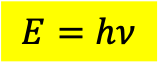 E = hν